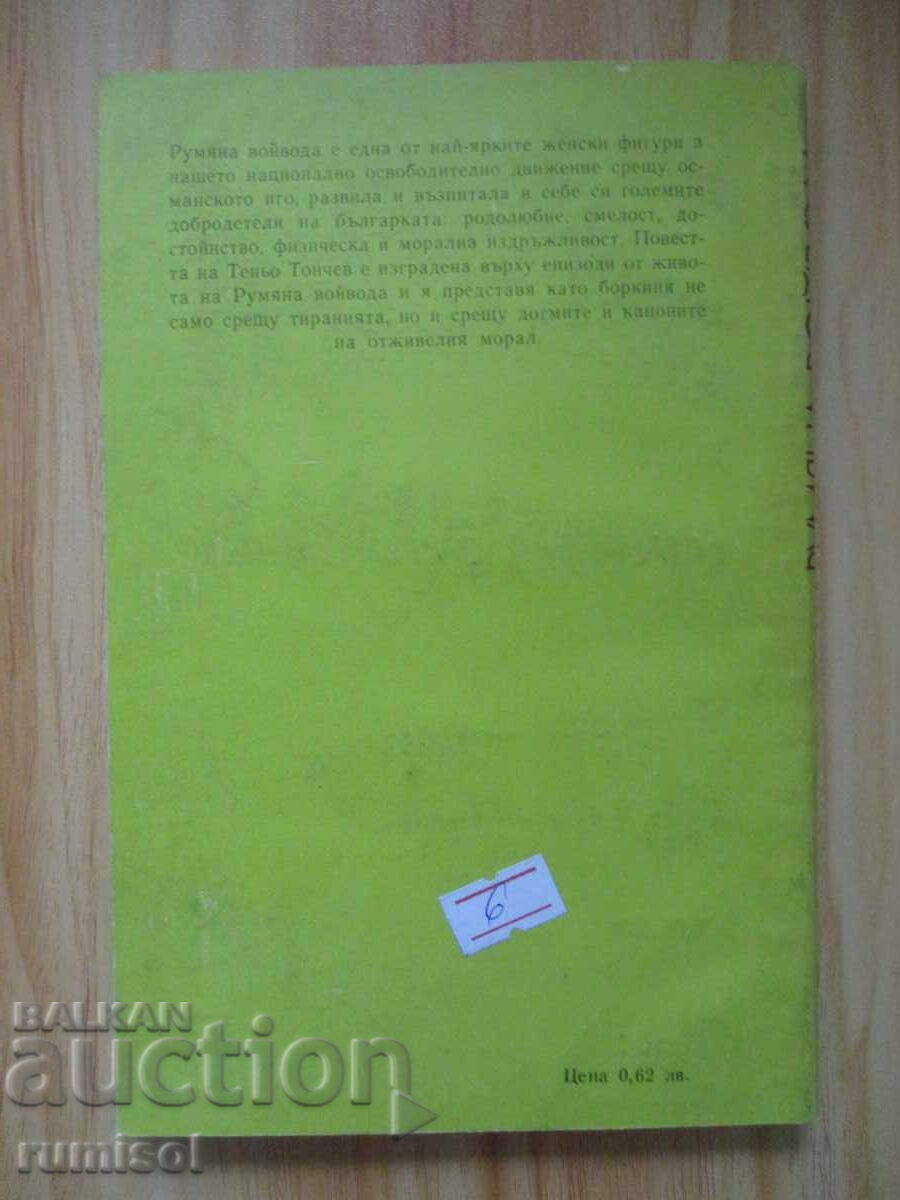 Румяна войвода е една от най-ярките женски фигури в
нашето национално освободително движение срещу ос-
манското иго, развила и възпитала в себе си големите
добродетели на българката: родолюбие, смелост, до-
стойнство, физическа и морална издръжливост. Повест-
та на Теньо Тончев е изградена върху епизоди от живо-
та на Румяна войвода и я представя като боркиня не
само срещу тиранията, но и срещу догмите и каноните
на отживелия морал.
6
Цена 0,62 лв.
BALKAN
auction
rumisol